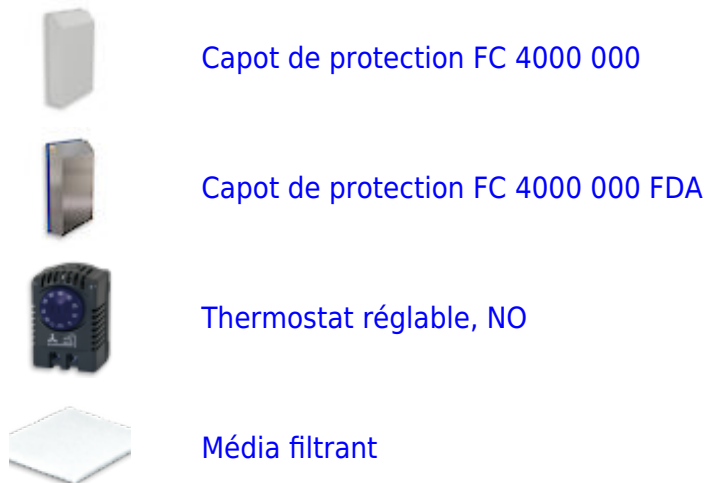 Capot de protection FC 4000 000
Capot de protection FC 4000 000 FDA
Thermostat réglable, NO
Média filtrant